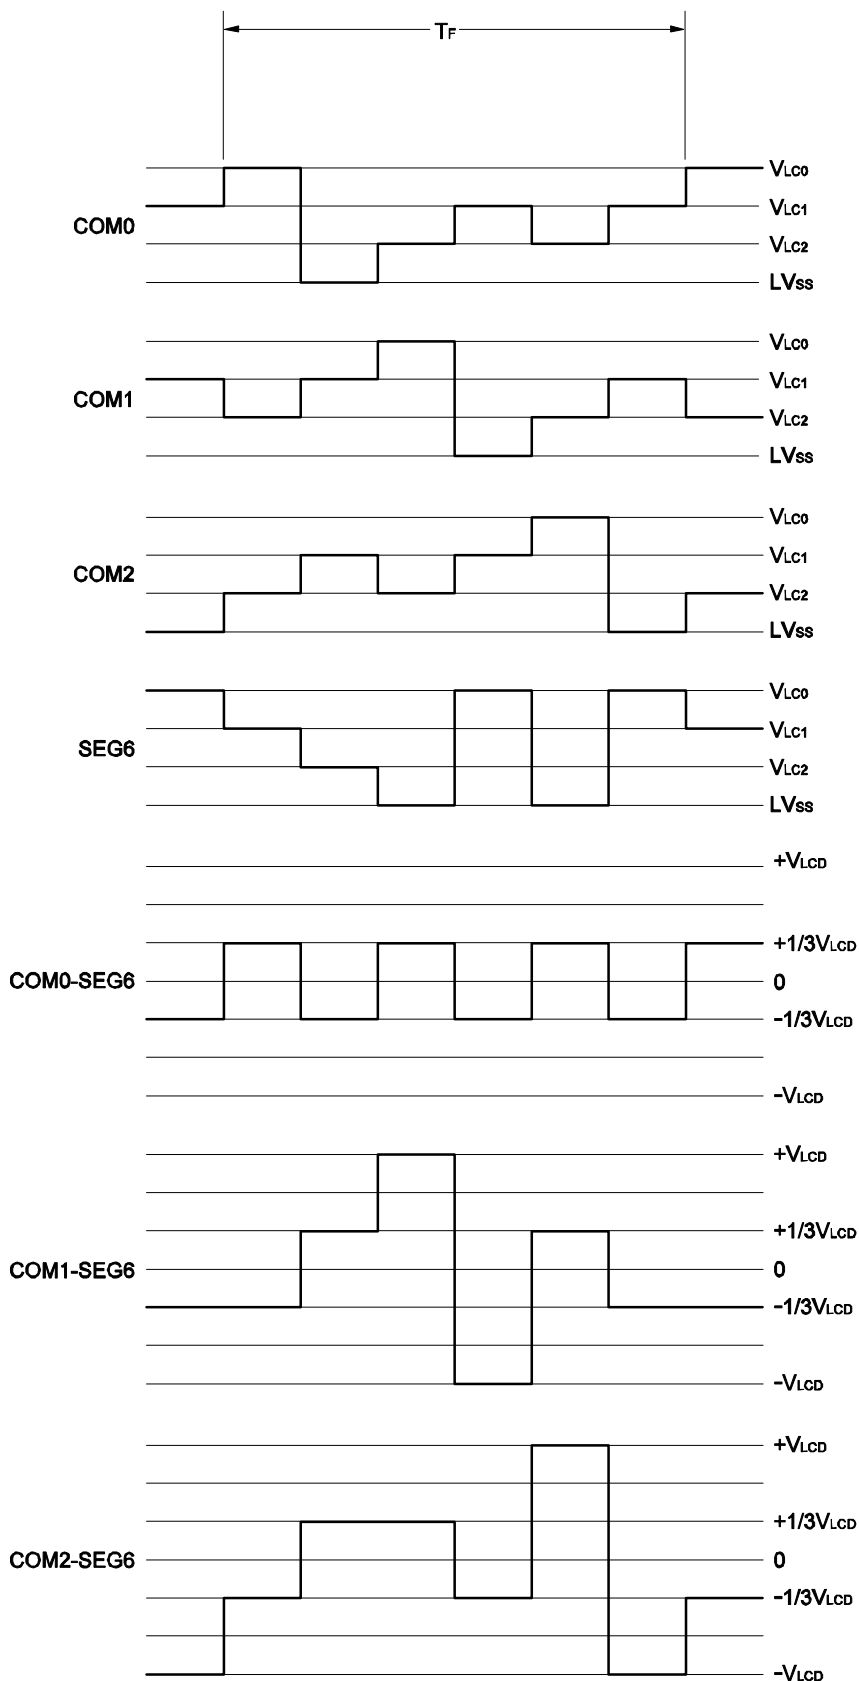 TF
COM0
VLC0
VLC1
VLC2
LVSS
COM1
VLC0
VLC1
VLC2
LVSS
COM2
VLC0
VLC1
VLC2
LVSS
SEG6
VLC0
VLC1
VLC2
LVSS
COM0-SEG6
+VLCD
+1/3VLCD
0
-1/3VLCD
-VLCD
COM1-SEG6
+VLCD
+1/3VLCD
0
-1/3VLCD
-VLCD
COM2-SEG6
+VLCD
+1/3VLCD
0
-1/3VLCD
-VLCD